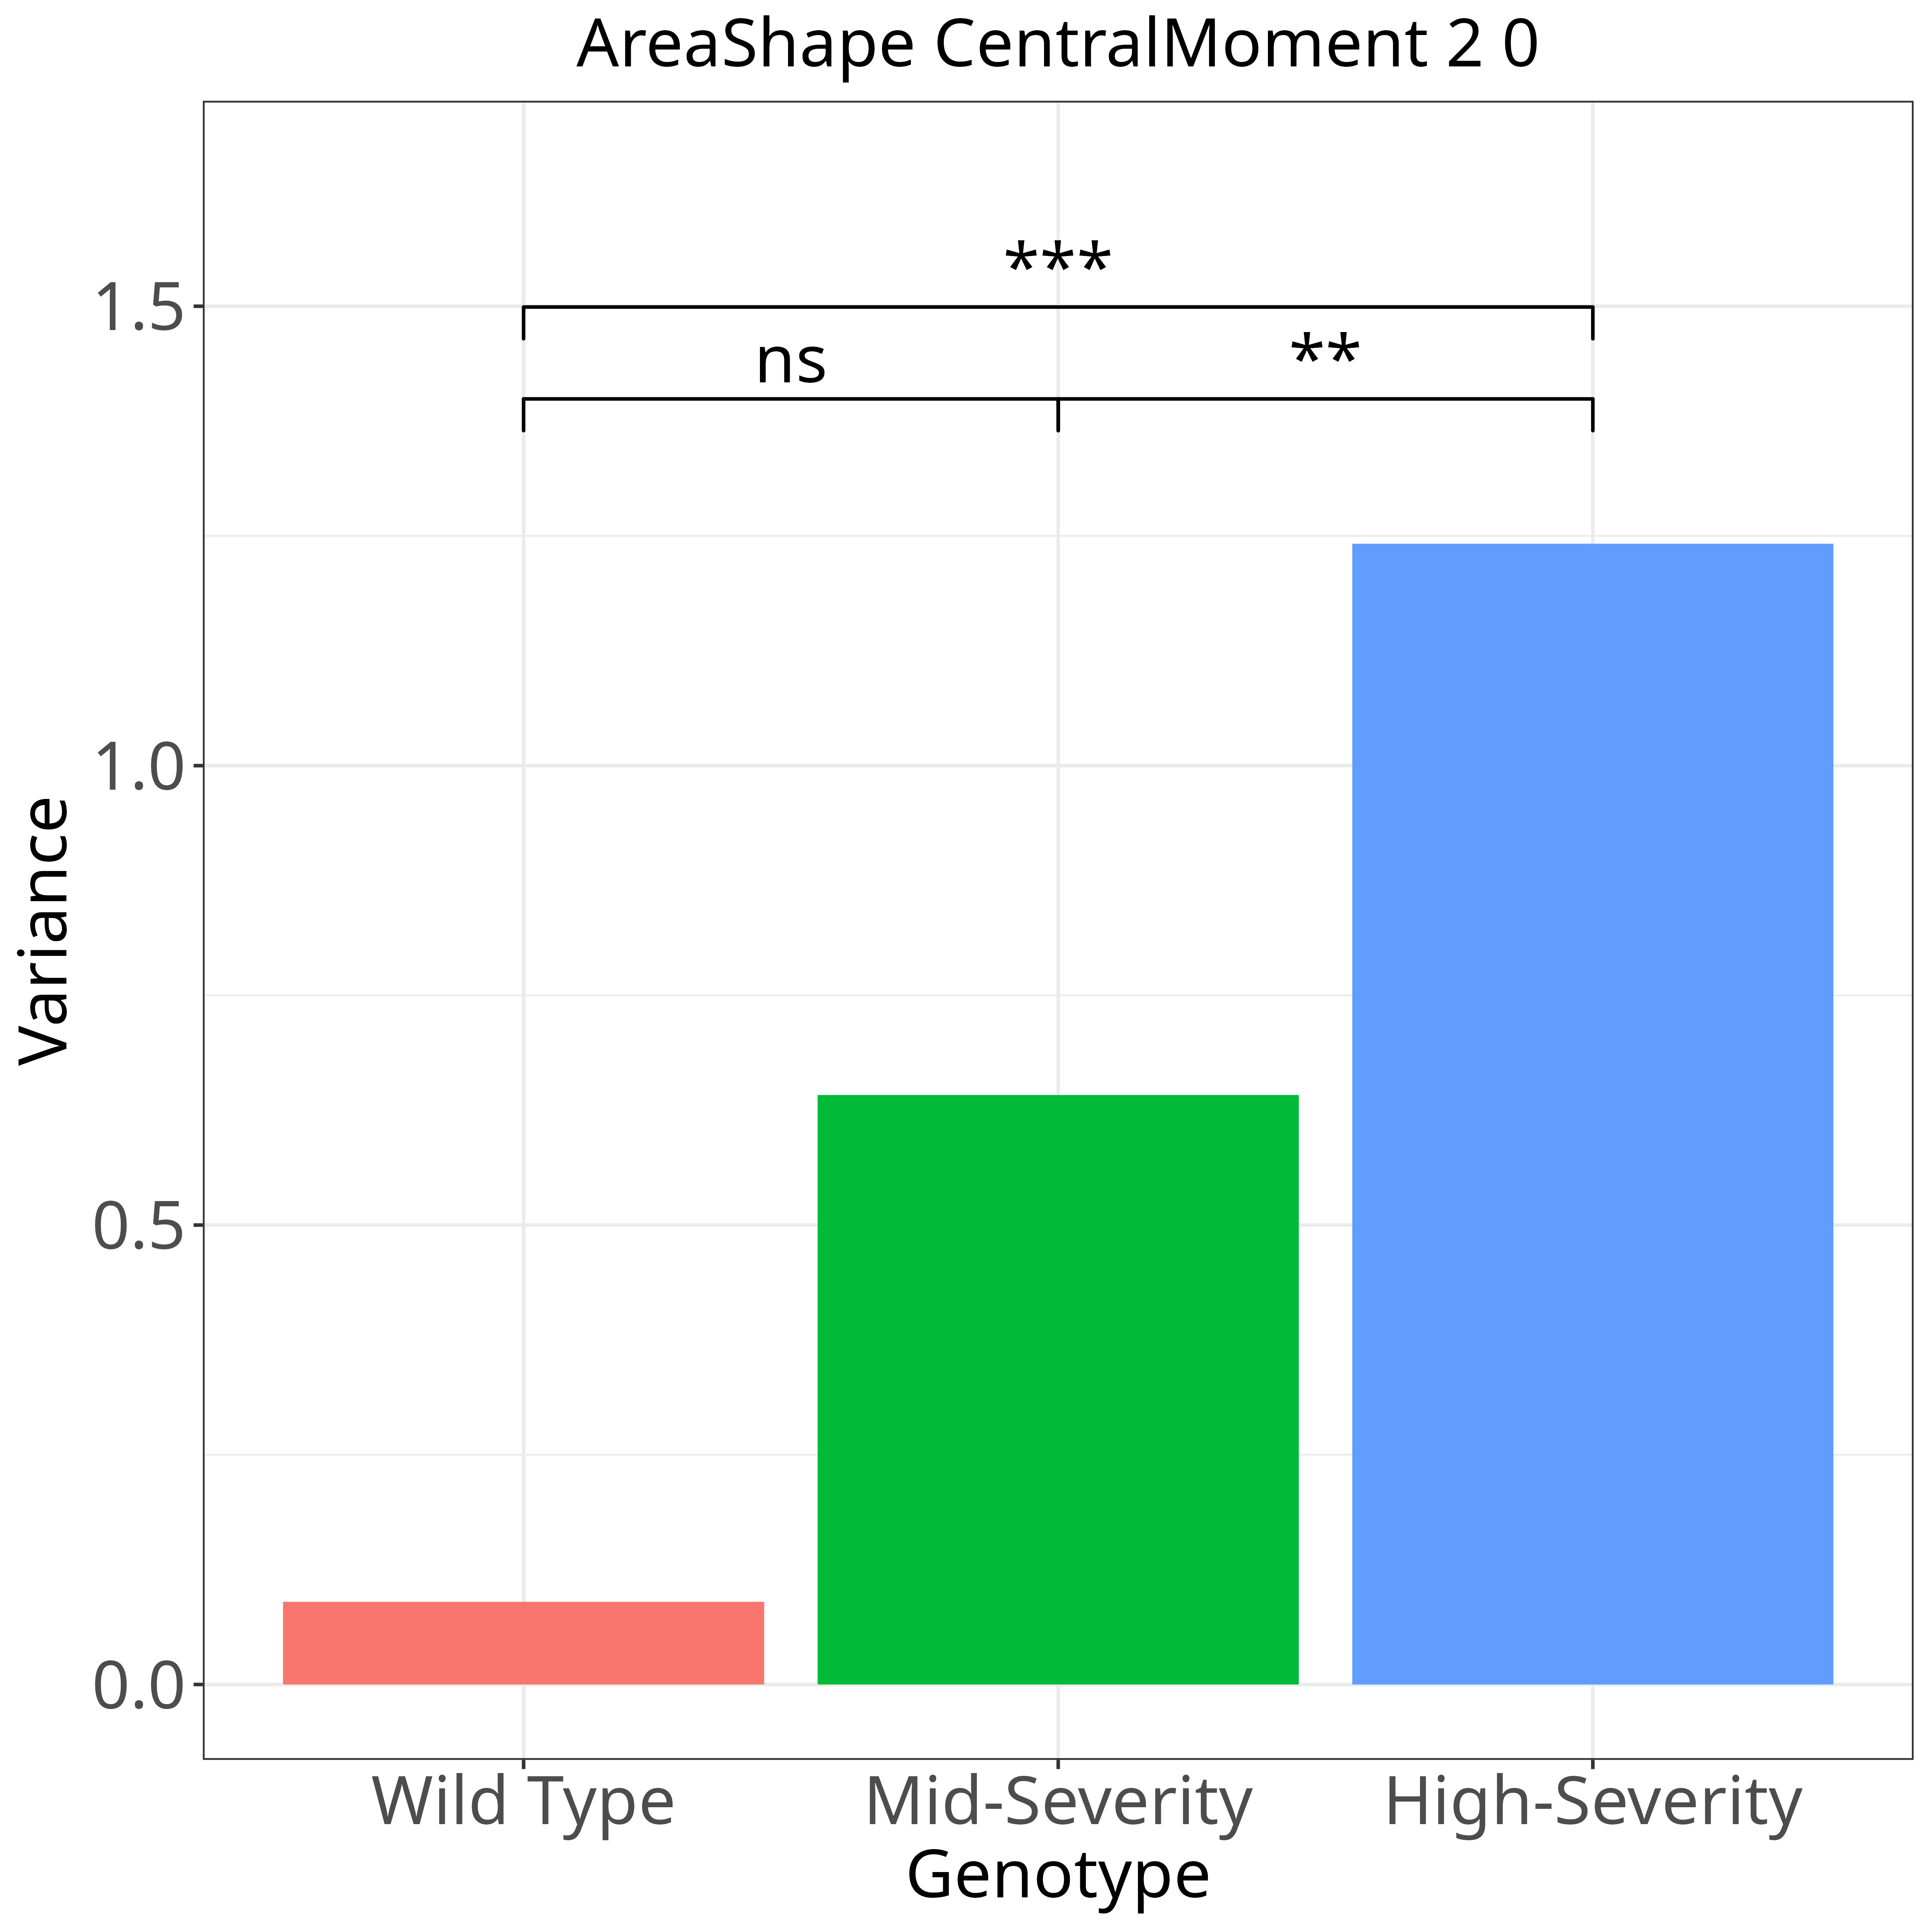 AreaShape CentralMoment 2 0
***
ns
**
1.5
1.0
0.5
0.0
Variance
Wild Type
Mid-Severity
High-Severity
Genotype